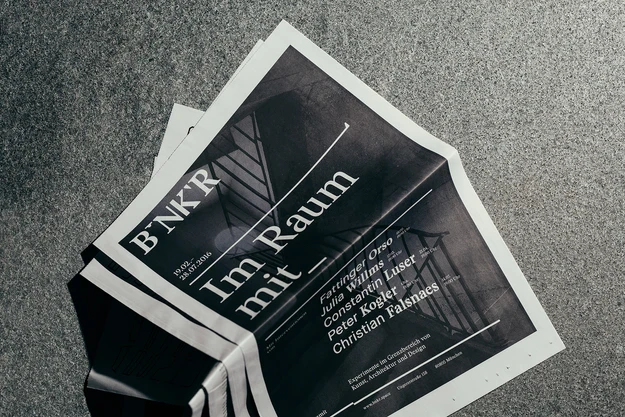 B'NK'R
19.02.–
28.07.2016
Im Raum
mit _
Fattinger Orso
Julia Willms
Constantin Luser
Peter Kogler
Christian Falsnaes
Experimente im Grenzbereich von
Kunst, Architektur und Design